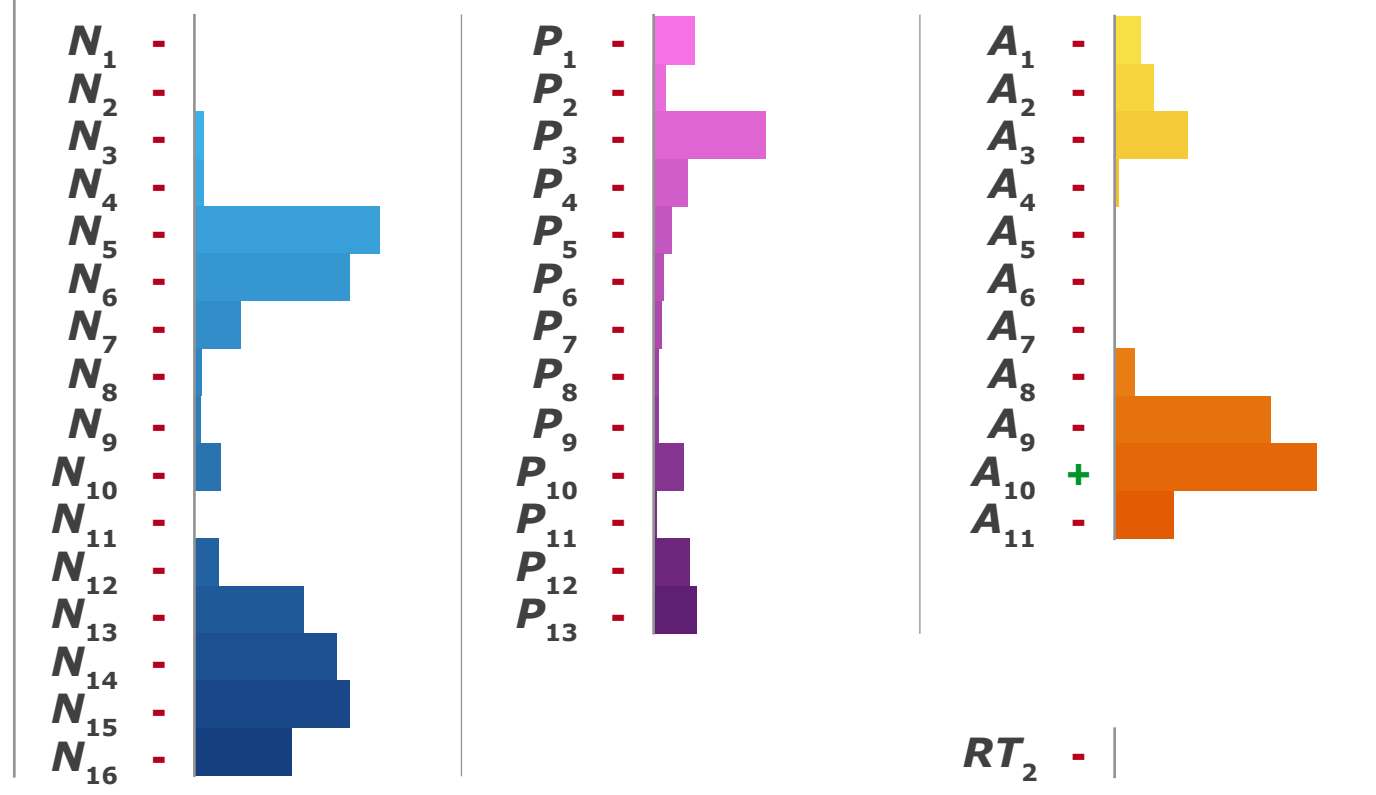 N1 -
N2 -
N3 -
N4 -
N5 -
N6 -
N7 -
N8 -
N9 -
N10 -
N11 -
N12 -
N13 -
N14 -
N15 -
N16 -
P1 -
P2 -
P3 -
P4 -
P5 -
P6 -
P7 -
P8 -
P9 -
P10 -
P11 -
P12 -
P13 -
A1 -
A2 -
A3 -
A4 -
A5 -
A6 -
A7 -
A8 -
A9 -
A10 +
A11 -
RT2 -